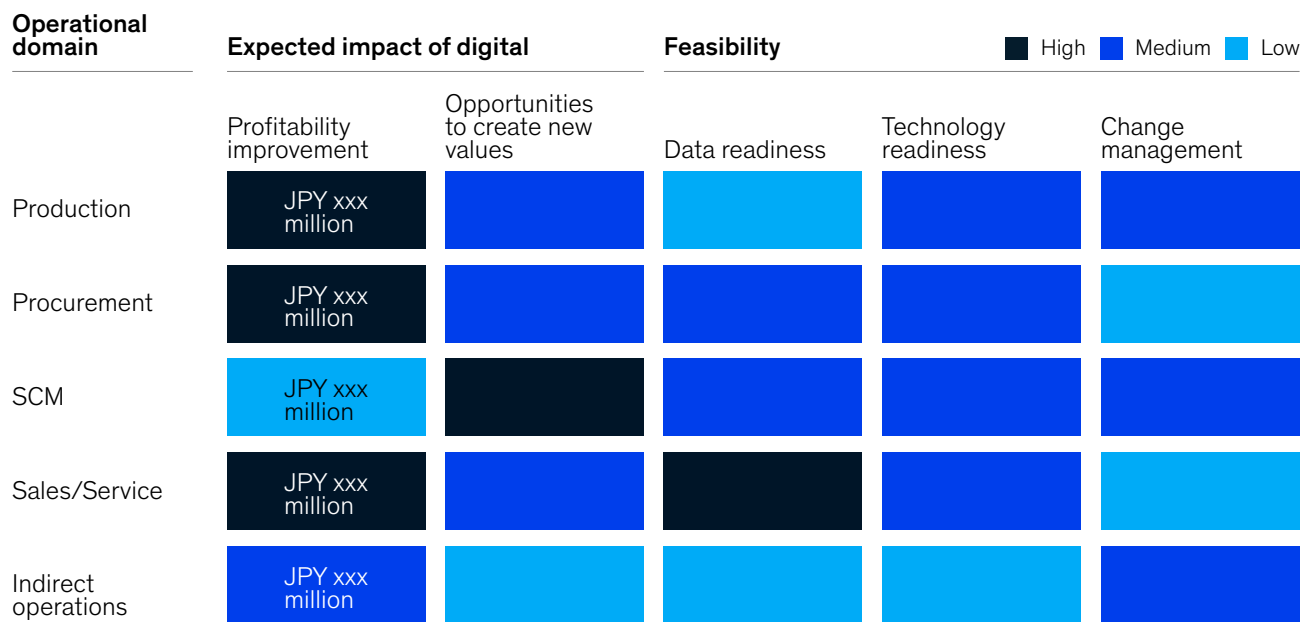 Operational
domain
Expected impact of digital
Feasibility
High
Medium
Low
Profitability
improvement
Opportunities
to create new
values
Data readiness
Technology
readiness
Change
management
Production
JPY xxx
million
Procurement
JPY xxx
million
SCM
JPY xxx
million
Sales/Service
JPY xxx
million
Indirect
operations
JPY xxx
million